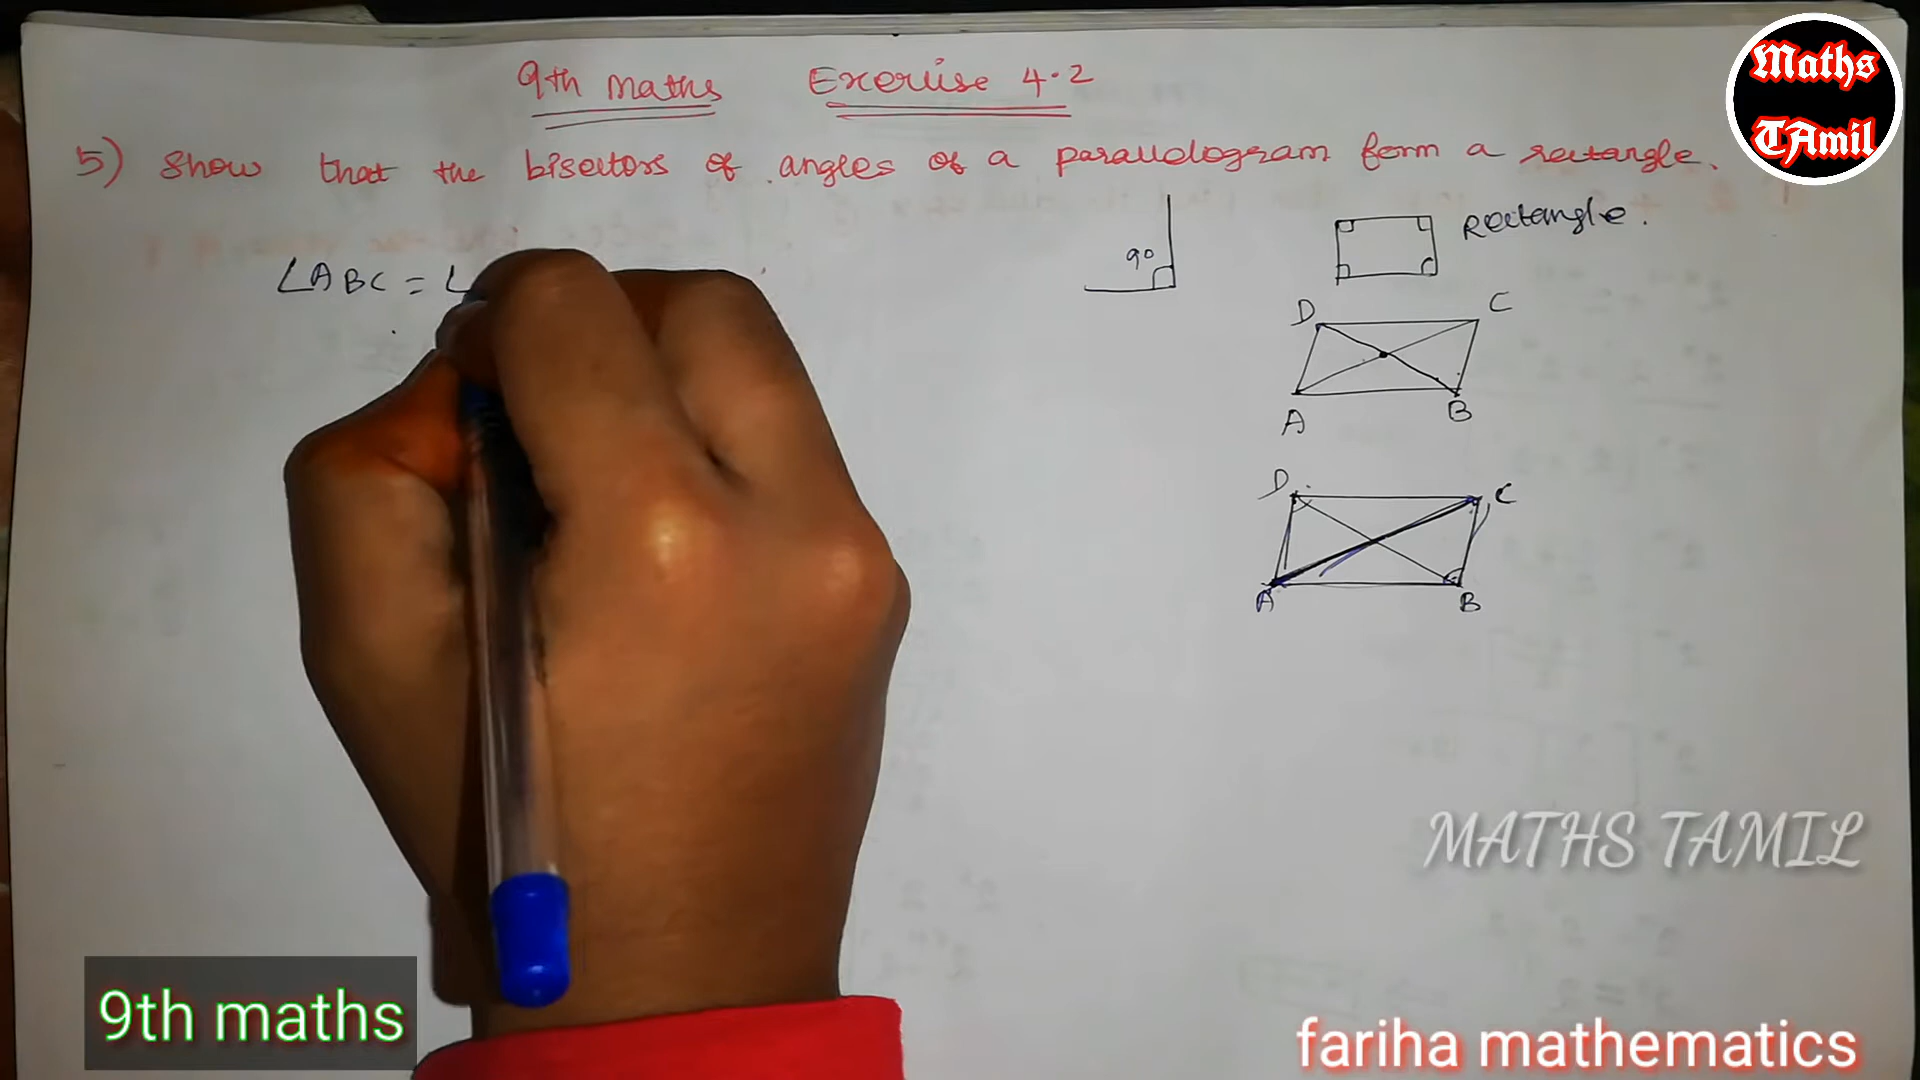 Maths
TAmil
9th maths Exercise 4.2
5) Show that the bisectors of angles of a parallelogram form a rectangle.
90
Rectangle.
∠ABC = ∠
D C
A B
D C
A B
MATHS TAMIL
9th maths
fariha mathematics